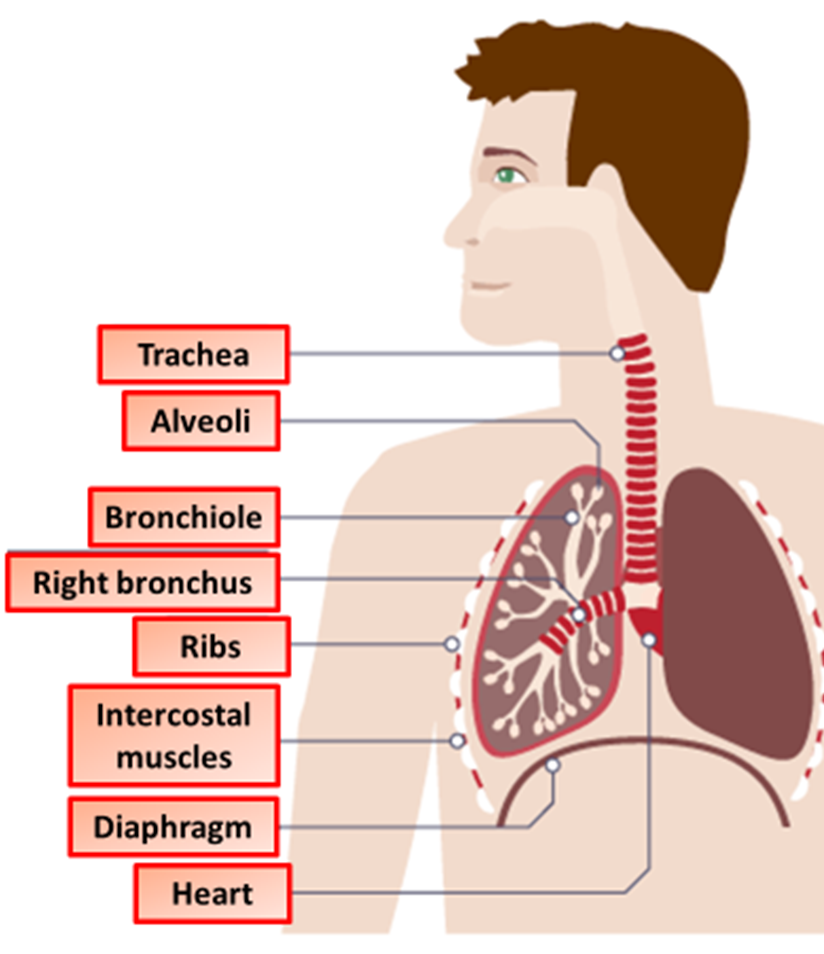 Trachea
Alveoli
Bronchiole
Right bronchus
Ribs
Intercostal
muscles
Diaphragm
Heart